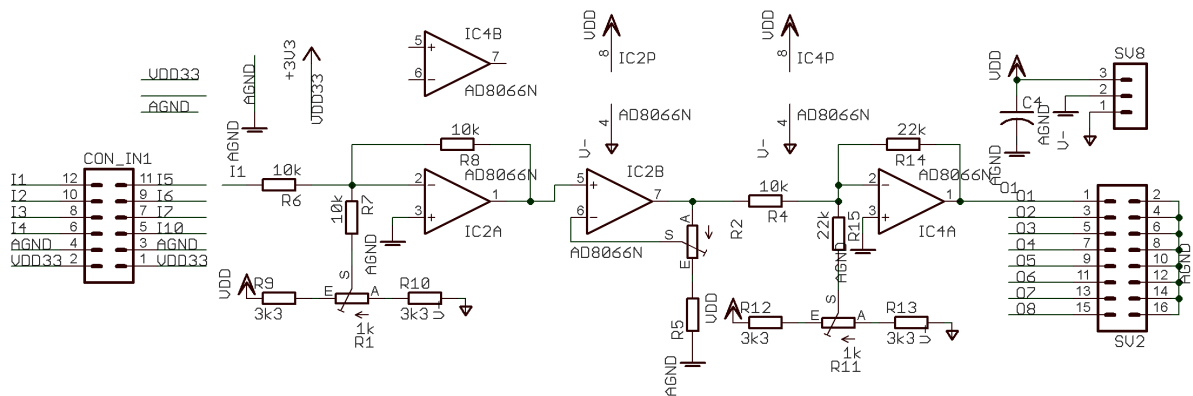 VDD33
AGND
AGND
AGND
+3V3
VDD33
IC4B
5
6
7
AD8066N
VDD
8
IC2P
AD8066N
4
V-
VDD
8
IC4P
AD8066N
4
V-
VDD
C4
AGND
AGND
V-
SV8
3
2
1
CON_IN1
I1 12 11 I5
I2 10 9 I6
I3 8 7 I7
I4 6 5 I10
AGND 4 3 AGND
VDD33 2 1 VDD33
I1
10k
R6
10k
R8
AD8066N
2
3
1
IC2A
AGND
10k
R7
S
E
A
1k
R1
VDD
R9
3k3
R10
3k3
V-
IC2B
5
6
7
AD8066N
A
S
E
R2
R5
AGND
10k
R4
22k
R14
AD8066N
2
3
1
IC4A
AGND
22k
R15
S
E
A
1k
R11
VDD
R12
3k3
R13
3k3
V-
O1
O1 1 2
O2 3 4
O3 5 6
O4 7 8
O5 9 10
O6 11 12
O7 13 14
O8 15 16
AGND
SV2